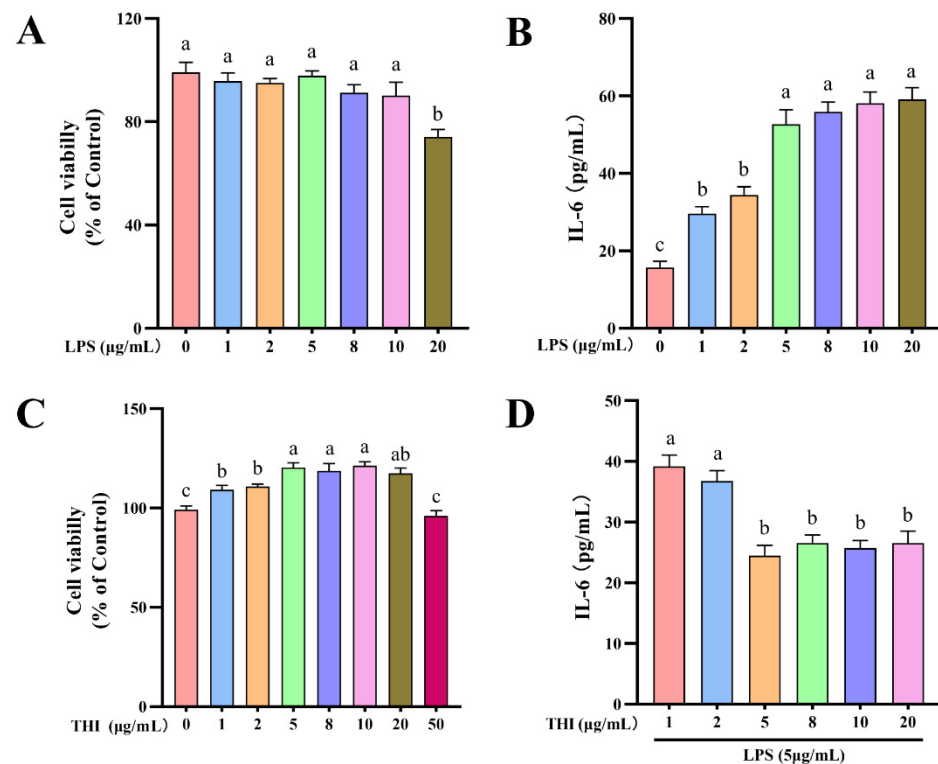 A
Cell viabilly
(% of Control)
120
80
40
0
a a a a a a b
LPS (μg/mL) 0 1 2 5 8 10 20
B
IL-6 (pg/mL)
80
60
40
20
0
c b b a a a a
LPS (μg/mL) 0 1 2 5 8 10 20
C
Cell viabilly
(% of Control)
150
100
50
0
c b b a a a ab c
THI (μg/mL) 0 1 2 5 8 10 20 50
D
IL-6 (pg/mL)
50
40
30
20
10
0
a a b b b b
THI (μg/mL) 1 2 5 8 10 20
LPS (5μg/mL)